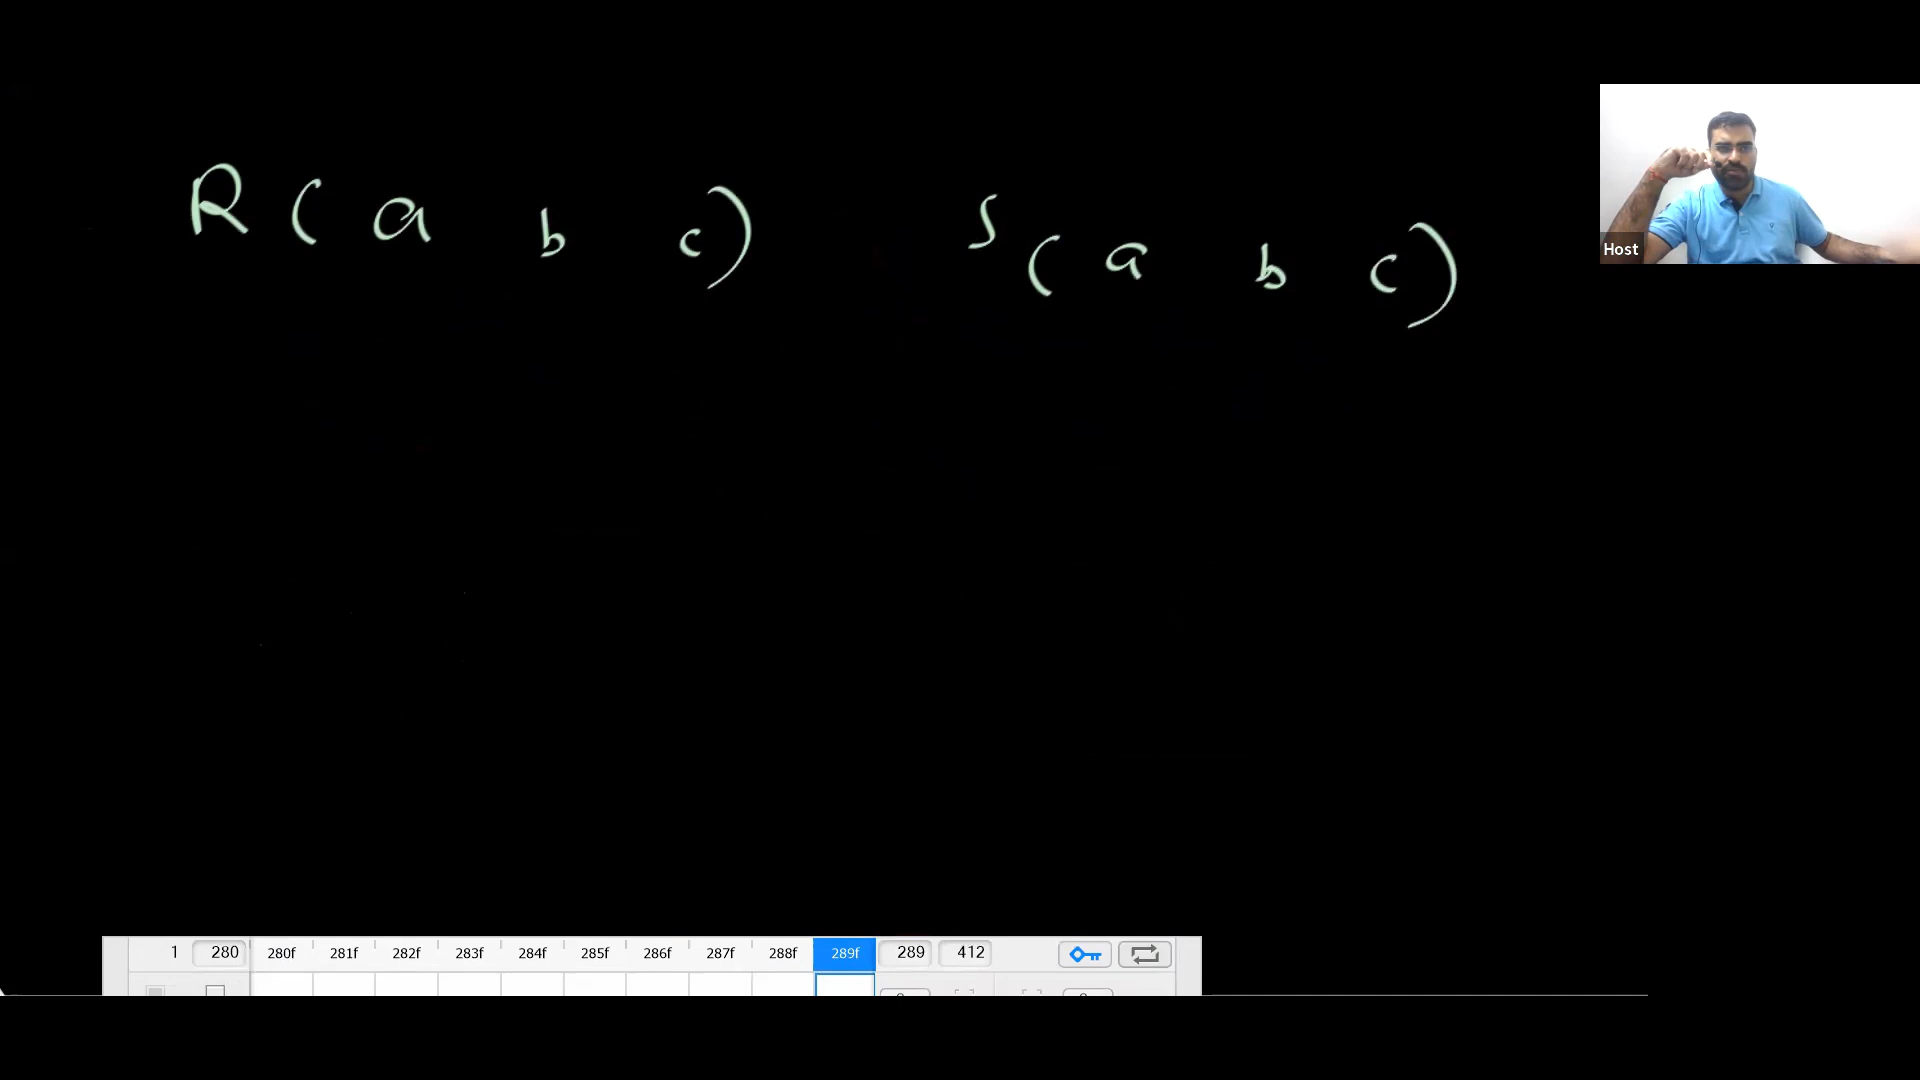 R ( a b c) S ( a b c)
Host
1 280 280f 281f 282f 283f 284f 285f 286f 287f 288f 289f 289 412